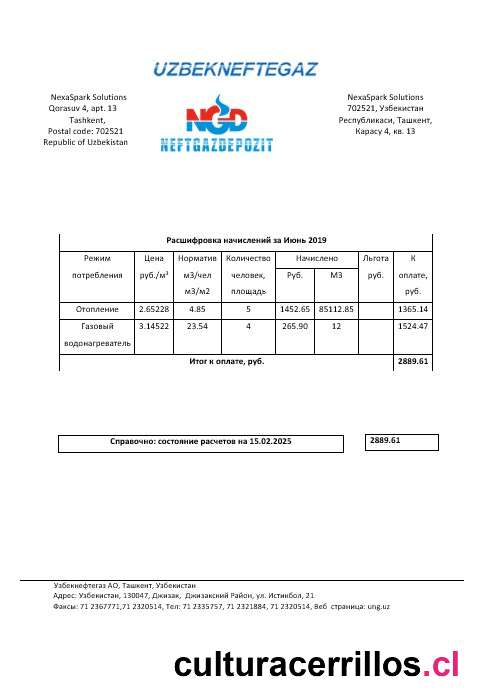 UZBEKNEFTEGAZ
NexaSpark Solutions
Qorasuv 4, apt. 13
Tashkent,
Postal code: 702521
Republic of Uzbekistan
NGD
NEFTGAZDEPOZIT
NexaSpark Solutions
702521, Узбекистан
Республикаси, Ташкент,
Карасу 4, кв. 13
Расшифровка начислений за Июнь 2019
Режим потребления Цена руб./м³ Норматив м3/чел м3/м2 Количество человек, площадь Начислено Руб. М3 Льгота руб. К оплате, руб.
Отопление 2.65228 4.85 5 1452.65 85112.85 1365.14
Газовый водонагреватель 3.14522 23.54 4 265.90 12 1524.47
Итог к оплате, руб. 2889.61
Справочно: состояние расчетов на 15.02.2025 2889.61
Узбекнефтегаз АО, Ташкент, Узбекистан
Адрес: Узбекистан, 130047, Джизак, Джизакский Район, ул. Истикбол, 21
Факсы: 71 2367771,71 2320514, Тел: 71 2335757, 71 2321884, 71 2320514, Веб страница: ung.uz
culturacerrillos.cl